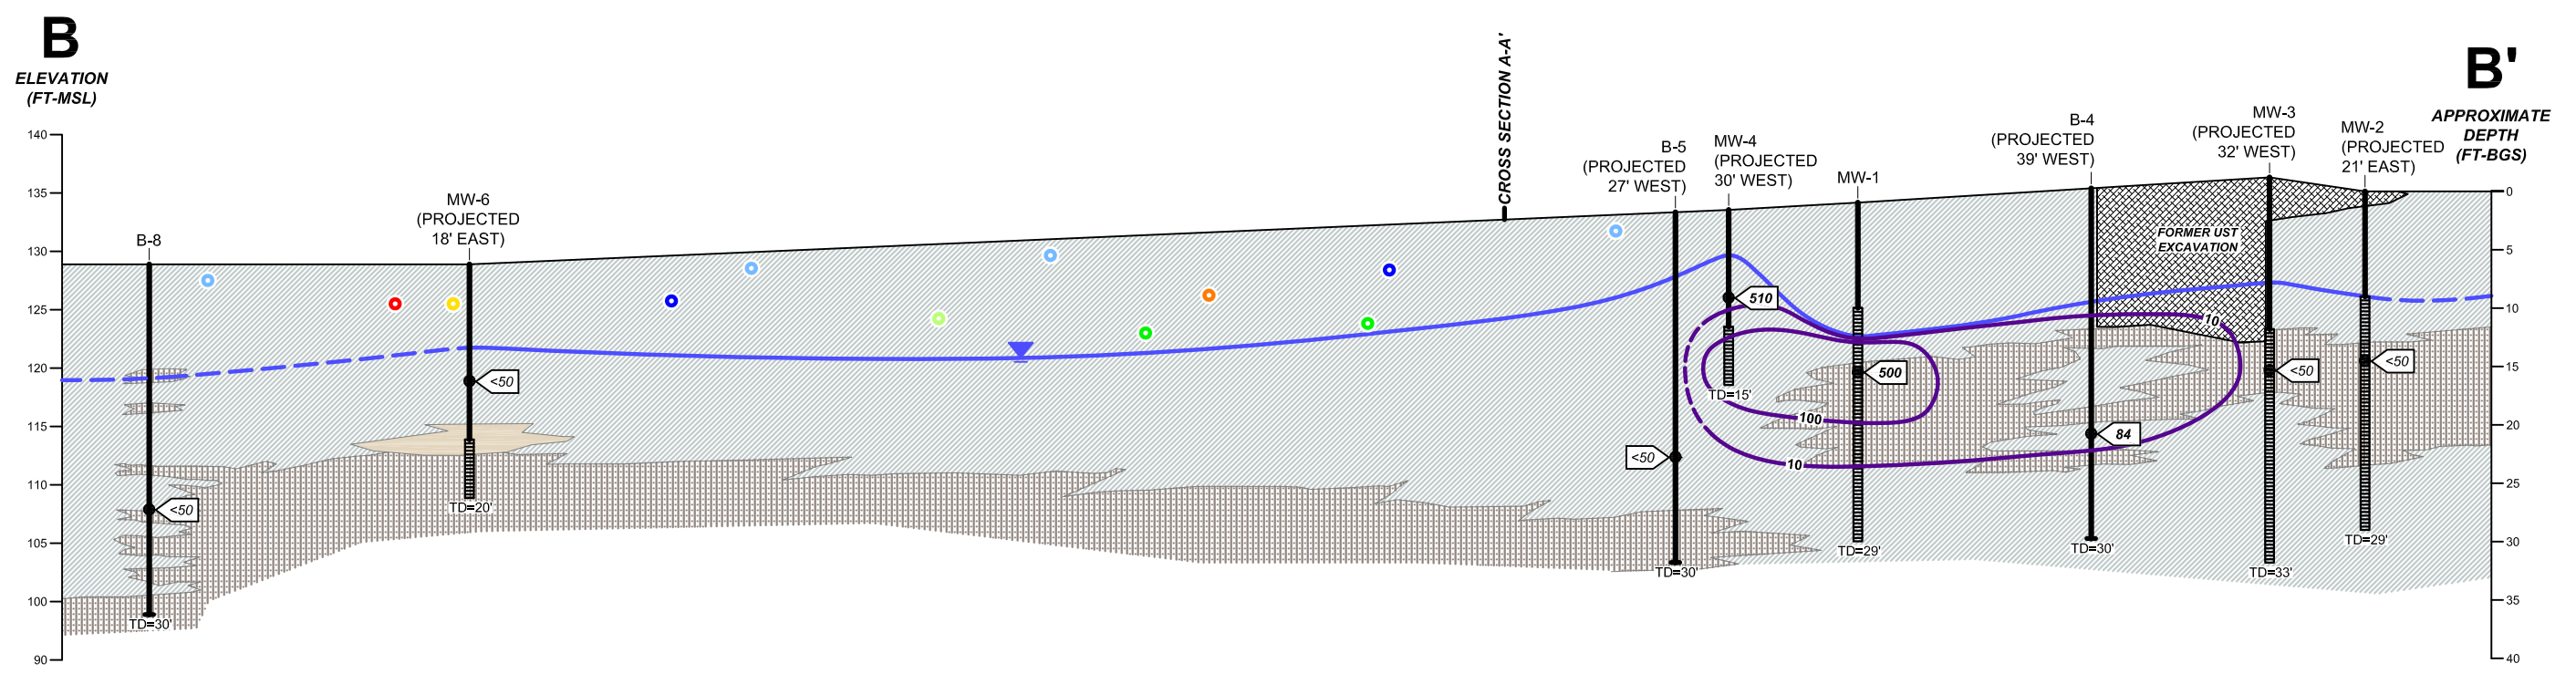 B
ELEVATION
(FT-MSL)
B'
APPROXIMATE
DEPTH
(FT-BGS)
CROSS SECTION A-A'
B-8
MW-6
(PROJECTED
18' EAST)
B-5
(PROJECTED
27' WEST)
MW-4
(PROJECTED
30' WEST)
MW-1
B-4
(PROJECTED
39' WEST)
MW-3
(PROJECTED
32' WEST)
MW-2
(PROJECTED
21' EAST)
FORMER UST
EXCAVATION
140
135
130
125
120
115
110
105
100
95
90
0
5
10
15
20
25
30
35
40
510
10
<50
500
<50
<50
TD=15'
100
84
<50
10
<50
TD=20'
TD=29'
TD=30'
TD=29'
TD=30'
TD=33'
TD=30'